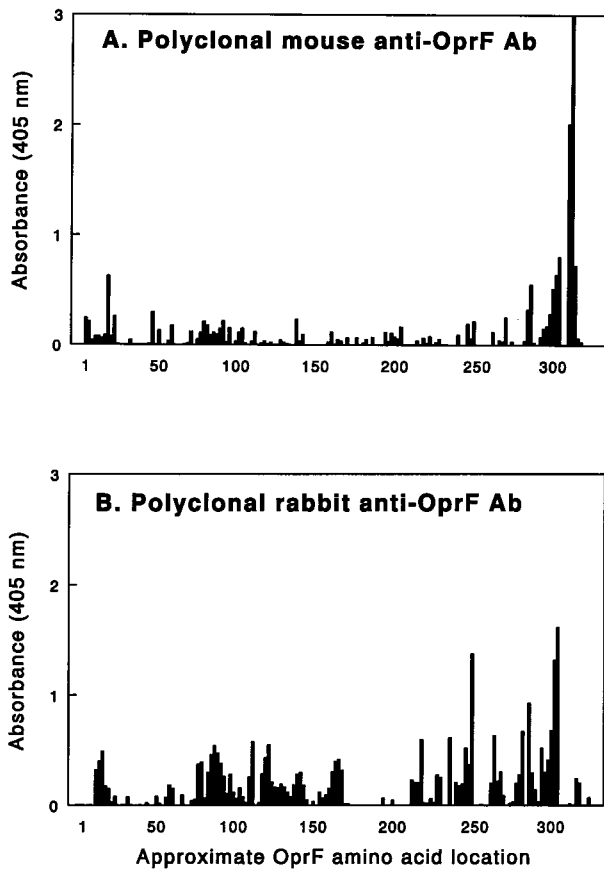 A. Polyclonal mouse anti-OprF Ab
Absorbance (405 nm)
3
2
1
0
1 50 100 150 200 250 300
B. Polyclonal rabbit anti-OprF Ab
Absorbance (405 nm)
3
2
1
0
1 50 100 150 200 250 300
Approximate OprF amino acid location